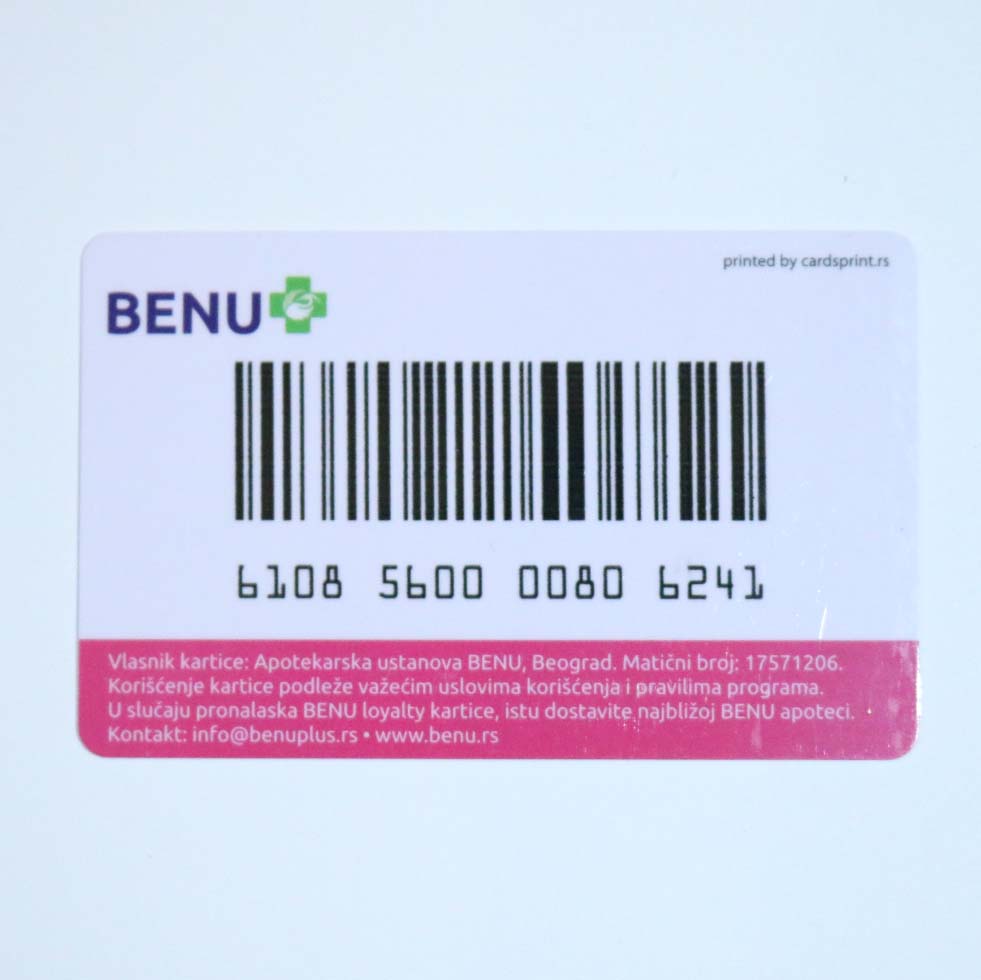 printed by cardsprint.rs
BENU
6108 5600 0080 6241
Vlasnik kartice: Apotekarska ustanova BENU, Beograd. Matični broj: 17571206.
Korišćenje kartice podleže važećim uslovima korišćenja i pravilima programa.
U slučaju pronalaska BENU loyalty kartice, istu dostavite najbližoj BENU apoteci.
Kontakt: info@benuplus.rs • www.benu.rs